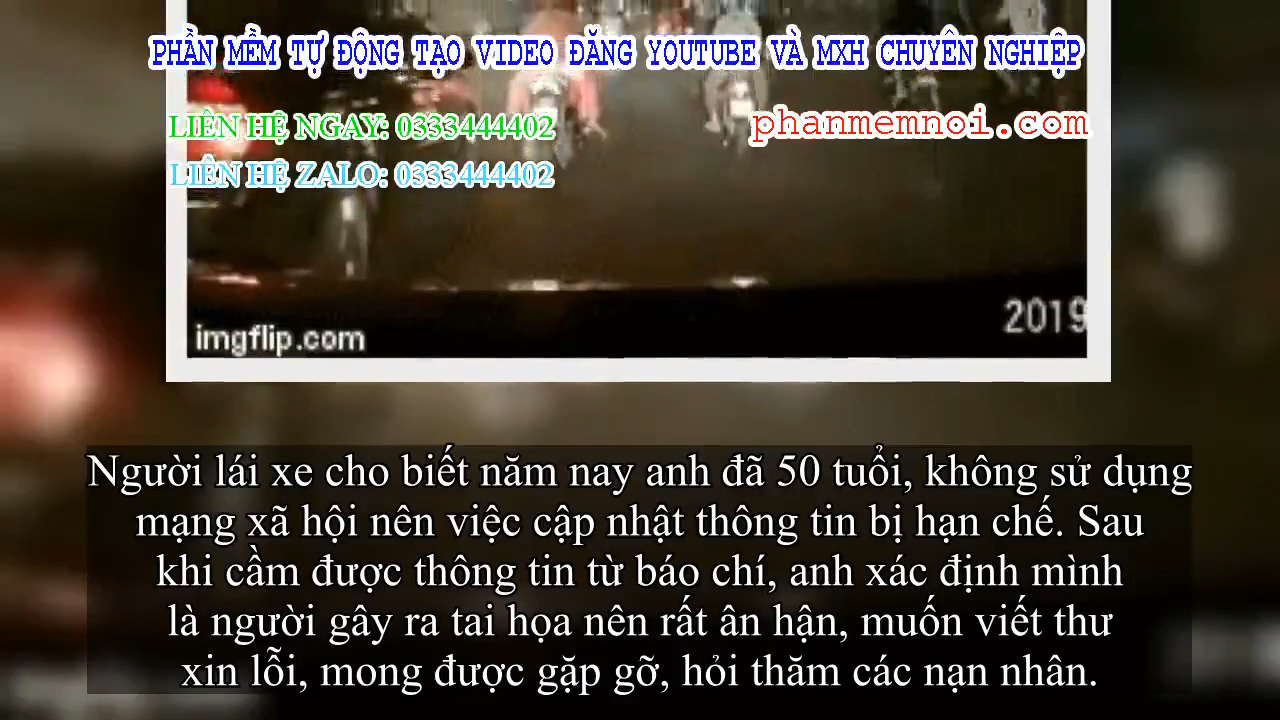 PHẦN MỀM TỰ ĐỘNG TẠO VIDEO ĐĂNG YOUTUBE VÀ MXH CHUYÊN NGHIỆP
LIÊN HỆ NGAY: 0333444402
phanmemnoi.com
LIÊN HỆ ZALO: 0333444402
2019
imgflip.com
Người lái xe cho biết năm nay anh đã 50 tuổi, không sử dụng
mạng xã hội nên việc cập nhật thông tin bị hạn chế. Sau
khi cầm được thông tin từ báo chí, anh xác định mình
là người gây ra tai họa nên rất ân hận, muốn viết thư
xin lỗi, mong được gặp gỡ, hỏi thăm các nạn nhân.